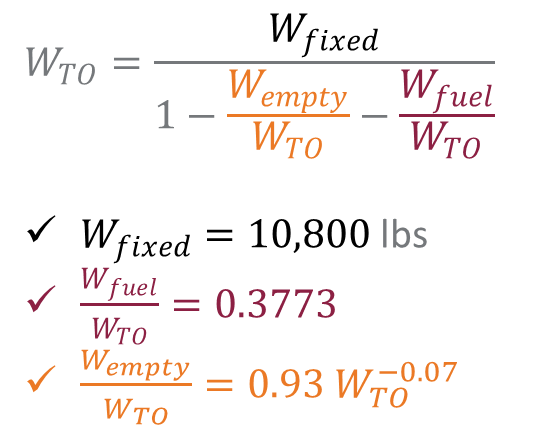 W_TO = W_fixed / (1 − W_empty/W_TO − W_fuel/W_TO)
✓ W_fixed = 10,800 lbs
✓ W_fuel/W_TO = 0.3773
✓ W_empty/W_TO = 0.93 W_TO^−0.07